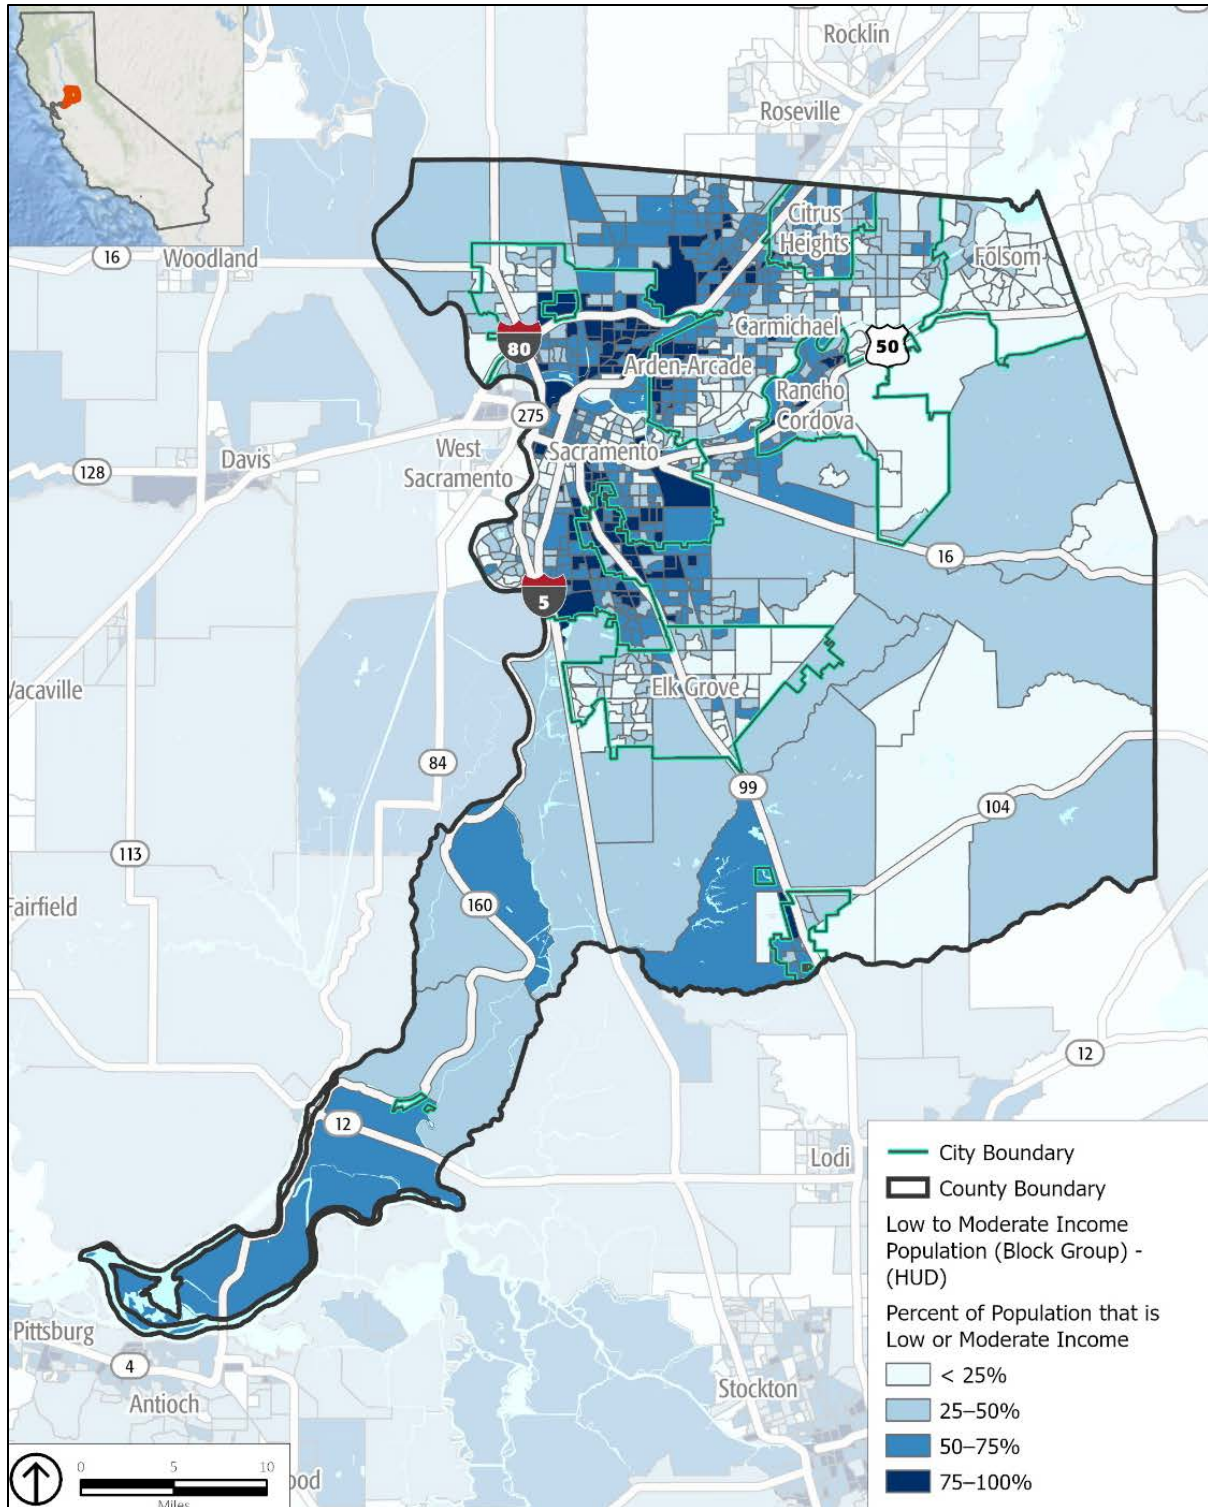 Rocklin
Roseville
16
Woodland
Citrus
Heights
Folsom
80
Carmichael
50
Arden-Arcade
Rancho
Cordova
275
West
Sacramento
Sacramento
128
Davis
16
5
Vacaville
Elk Grove
84
99
104
113
160
Fairfield
12
12
Lodi
City Boundary
County Boundary
Low to Moderate Income
Population (Block Group) -
(HUD)
Percent of Population that is
Low or Moderate Income
< 25%
25–50%
50–75%
75–100%
Pittsburg
4
Antioch
Stockton
ood
0 5 10
Miles